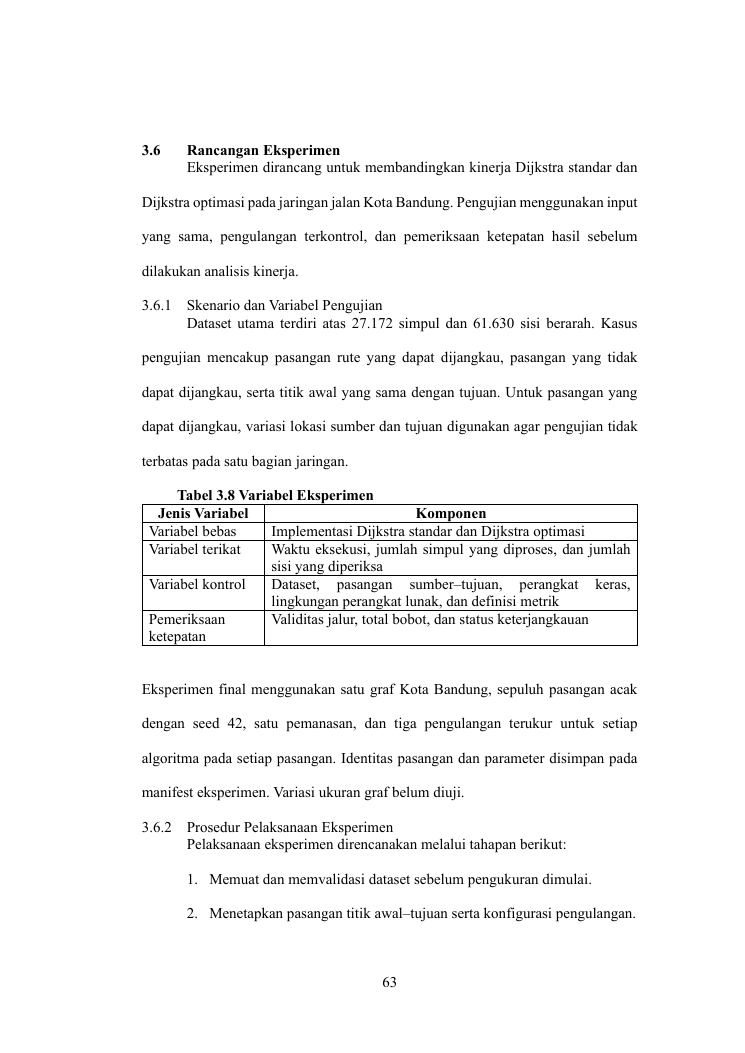 3.6 Rancangan Eksperimen
Eksperimen dirancang untuk membandingkan kinerja Dijkstra standar dan
Dijkstra optimasi pada jaringan jalan Kota Bandung. Pengujian menggunakan input
yang sama, pengulangan terkontrol, dan pemeriksaan ketepatan hasil sebelum
dilakukan analisis kinerja.
3.6.1 Skenario dan Variabel Pengujian
Dataset utama terdiri atas 27.172 simpul dan 61.630 sisi berarah. Kasus
pengujian mencakup pasangan rute yang dapat dijangkau, pasangan yang tidak
dapat dijangkau, serta titik awal yang sama dengan tujuan. Untuk pasangan yang
dapat dijangkau, variasi lokasi sumber dan tujuan digunakan agar pengujian tidak
terbatas pada satu bagian jaringan.
Tabel 3.8 Variabel Eksperimen
Jenis Variabel Komponen
Variabel bebas Implementasi Dijkstra standar dan Dijkstra optimasi
Variabel terikat Waktu eksekusi, jumlah simpul yang diproses, dan jumlah
sisi yang diperiksa
Variabel kontrol Dataset, pasangan sumber–tujuan, perangkat keras,
lingkungan perangkat lunak, dan definisi metrik
Pemeriksaan Validitas jalur, total bobot, dan status keterjangkauan
ketepatan
Eksperimen final menggunakan satu graf Kota Bandung, sepuluh pasangan acak
dengan seed 42, satu pemanasan, dan tiga pengulangan terukur untuk setiap
algoritma pada setiap pasangan. Identitas pasangan dan parameter disimpan pada
manifest eksperimen. Variasi ukuran graf belum diuji.
3.6.2 Prosedur Pelaksanaan Eksperimen
Pelaksanaan eksperimen direncanakan melalui tahapan berikut:
1. Memuat dan memvalidasi dataset sebelum pengukuran dimulai.
2. Menetapkan pasangan titik awal–tujuan serta konfigurasi pengulangan.
63